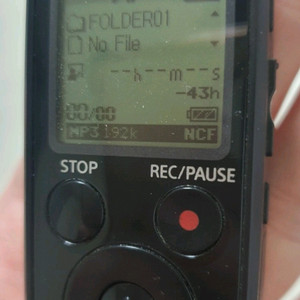 FOLDER01
No File
--h--m--s
-43h
00/00
MP3 192k NCF
STOP REC/PAUSE